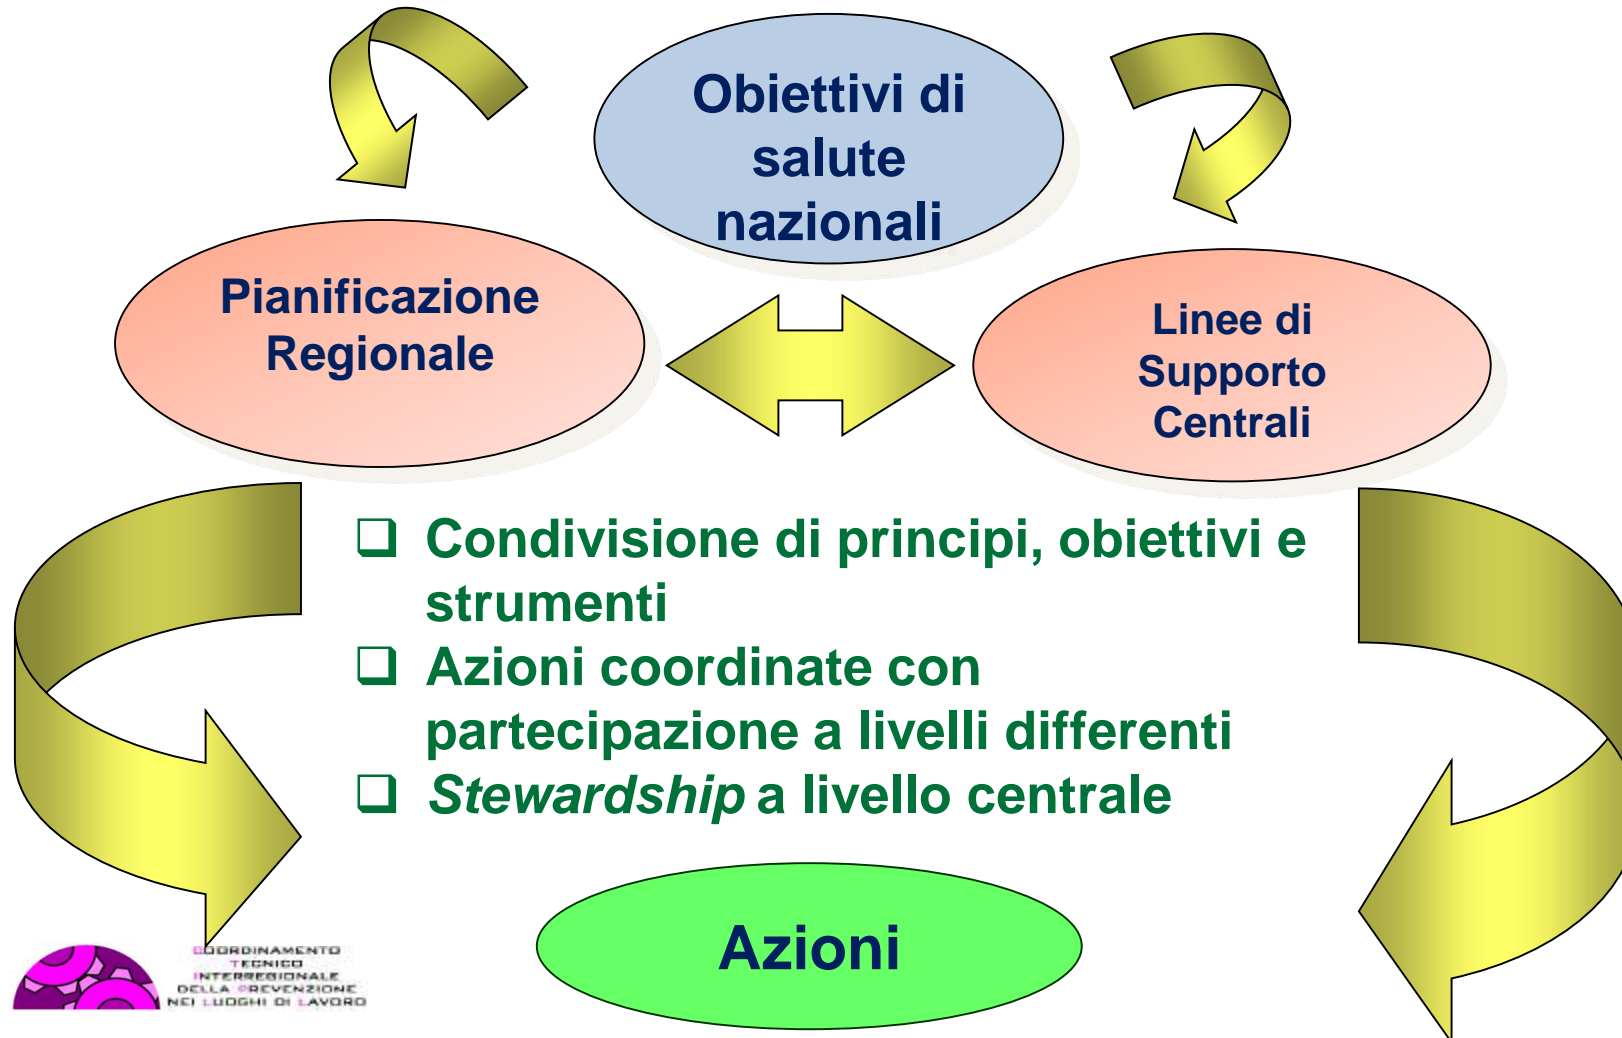 Obiettivi di
salute
nazionali
Pianificazione
Regionale
Linee di
Supporto
Centrali
❑ Condivisione di principi, obiettivi e
strumenti
❑ Azioni coordinate con
partecipazione a livelli differenti
❑ Stewardship a livello centrale
Azioni
COORDINAMENTO
TECNICO
INTERREGIONALE
DELLA PREVENZIONE
NEI LUOGHI DI LAVORO